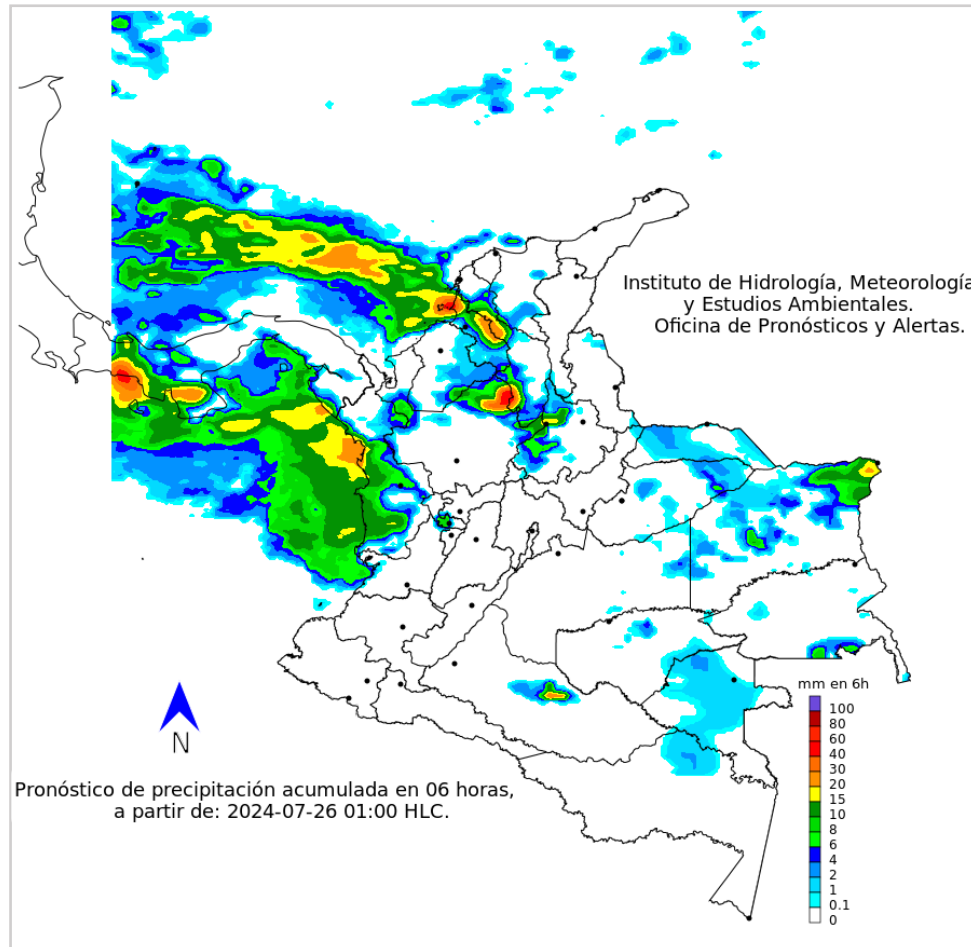 Instituto de Hidrología, Meteorología
y Estudios Ambientales.
Oficina de Pronósticos y Alertas.
mm en 6h
100
80
60
40
30
20
15
10
8
6
4
2
1
0.1
0
N
Pronóstico de precipitación acumulada en 06 horas,
a partir de: 2024-07-26 01:00 HLC.